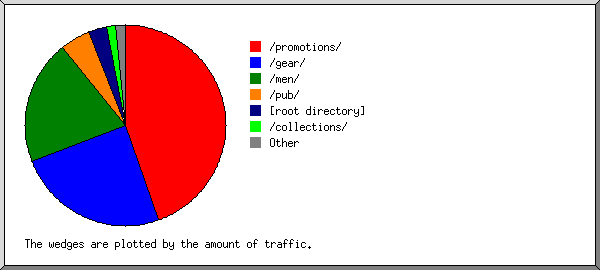 /promotions/
/gear/
/men/
/pub/
[root directory]
/collections/
Other
The wedges are plotted by the amount of traffic.